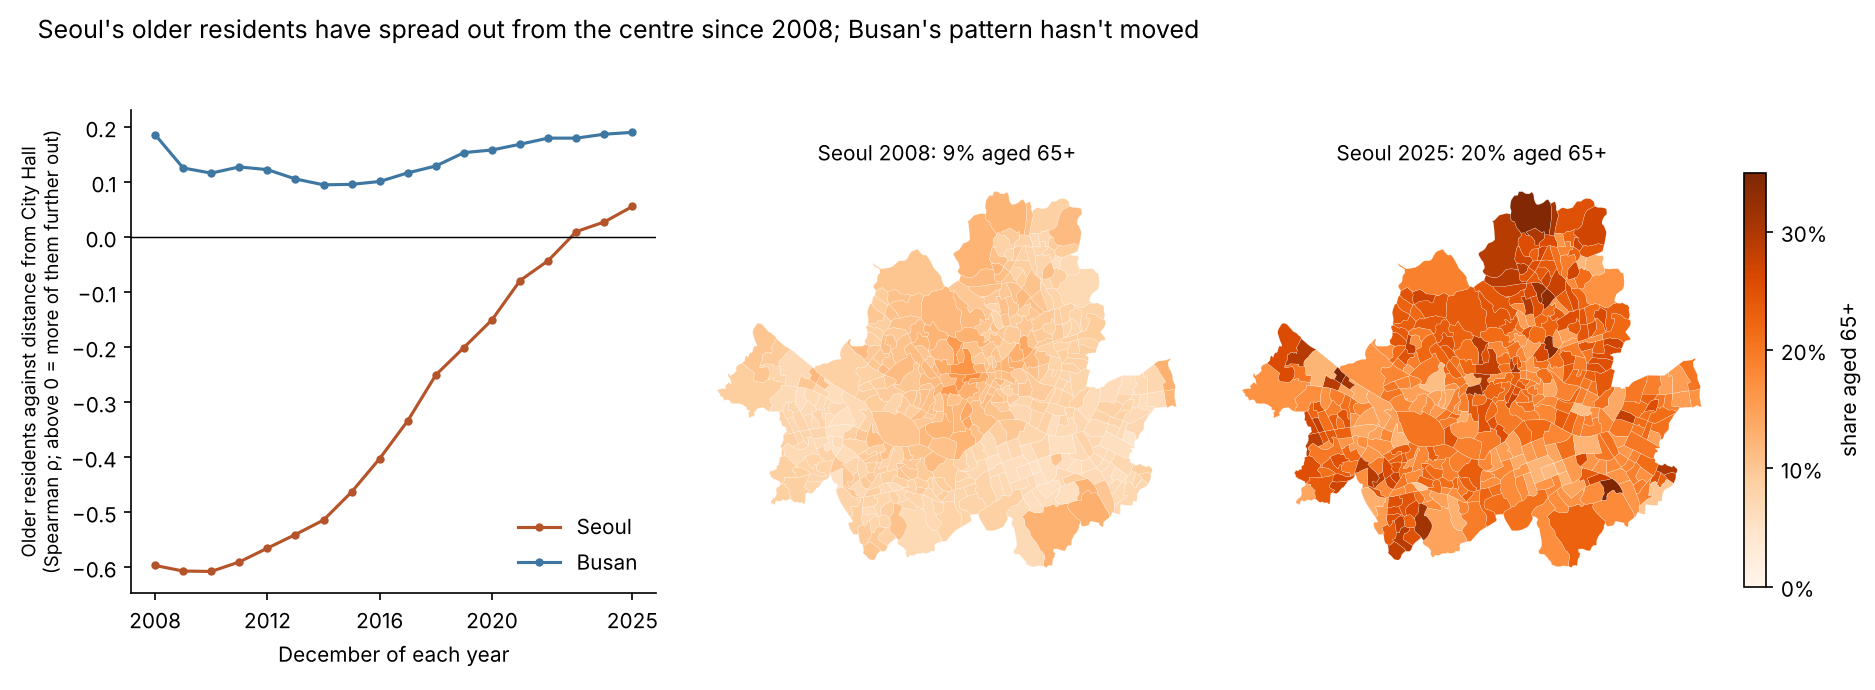 Seoul's older residents have spread out from the centre since 2008; Busan's pattern hasn't moved
Older residents against distance from City Hall
(Spearman ρ; above 0 = more of them further out)
0.2
0.1
0.0
−0.1
−0.2
−0.3
−0.4
−0.5
−0.6
Seoul
Busan
2008
2012
2016
2020
2025
December of each year
Seoul 2008: 9% aged 65+
Seoul 2025: 20% aged 65+
30%
20%
10%
0%
share aged 65+